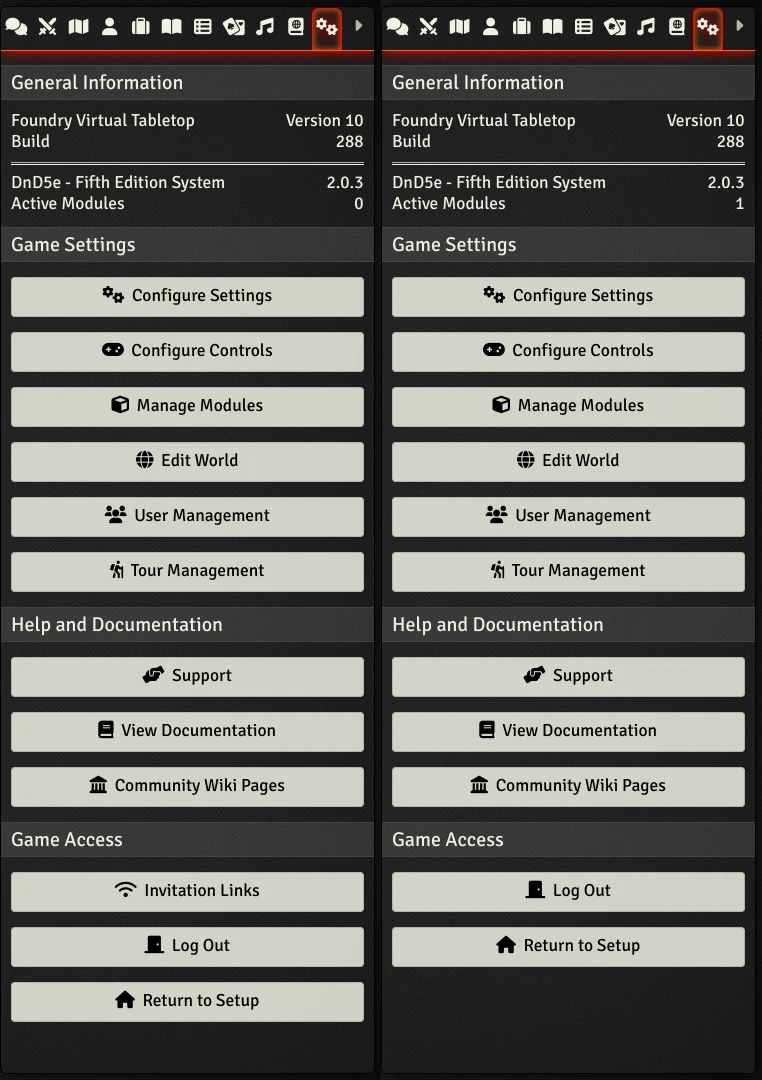 General Information
Foundry Virtual Tabletop Version 10
Build 288
DnD5e - Fifth Edition System 2.0.3
Active Modules 0
Game Settings
Configure Settings
Configure Controls
Manage Modules
Edit World
User Management
Tour Management
Help and Documentation
Support
View Documentation
Community Wiki Pages
Game Access
Invitation Links
Log Out
Return to Setup
General Information
Foundry Virtual Tabletop Version 10
Build 288
DnD5e - Fifth Edition System 2.0.3
Active Modules 1
Game Settings
Configure Settings
Configure Controls
Manage Modules
Edit World
User Management
Tour Management
Help and Documentation
Support
View Documentation
Community Wiki Pages
Game Access
Log Out
Return to Setup